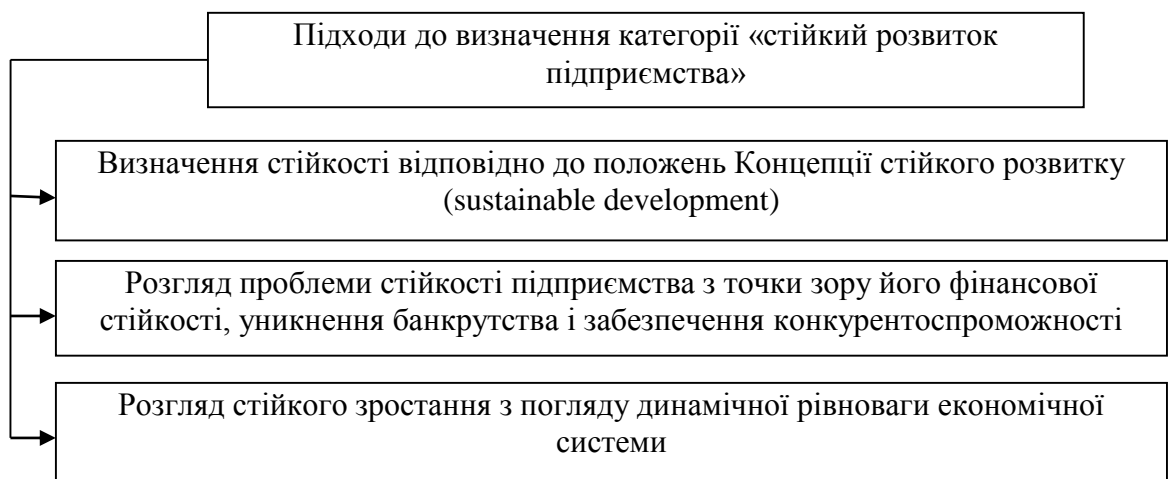 Підходи до визначення категорії «стійкий розвиток
підприємства»
Визначення стійкості відповідно до положень Концепції стійкого розвитку
(sustainable development)
Розгляд проблеми стійкості підприємства з точки зору його фінансової
стійкості, уникнення банкрутства і забезпечення конкурентоспроможності
Розгляд стійкого зростання з погляду динамічної рівноваги економічної
системи